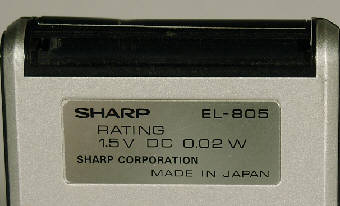 SHARP EL-805
RATING
1.5V DC 0.02 W
SHARP CORPORATION
MADE IN JAPAN